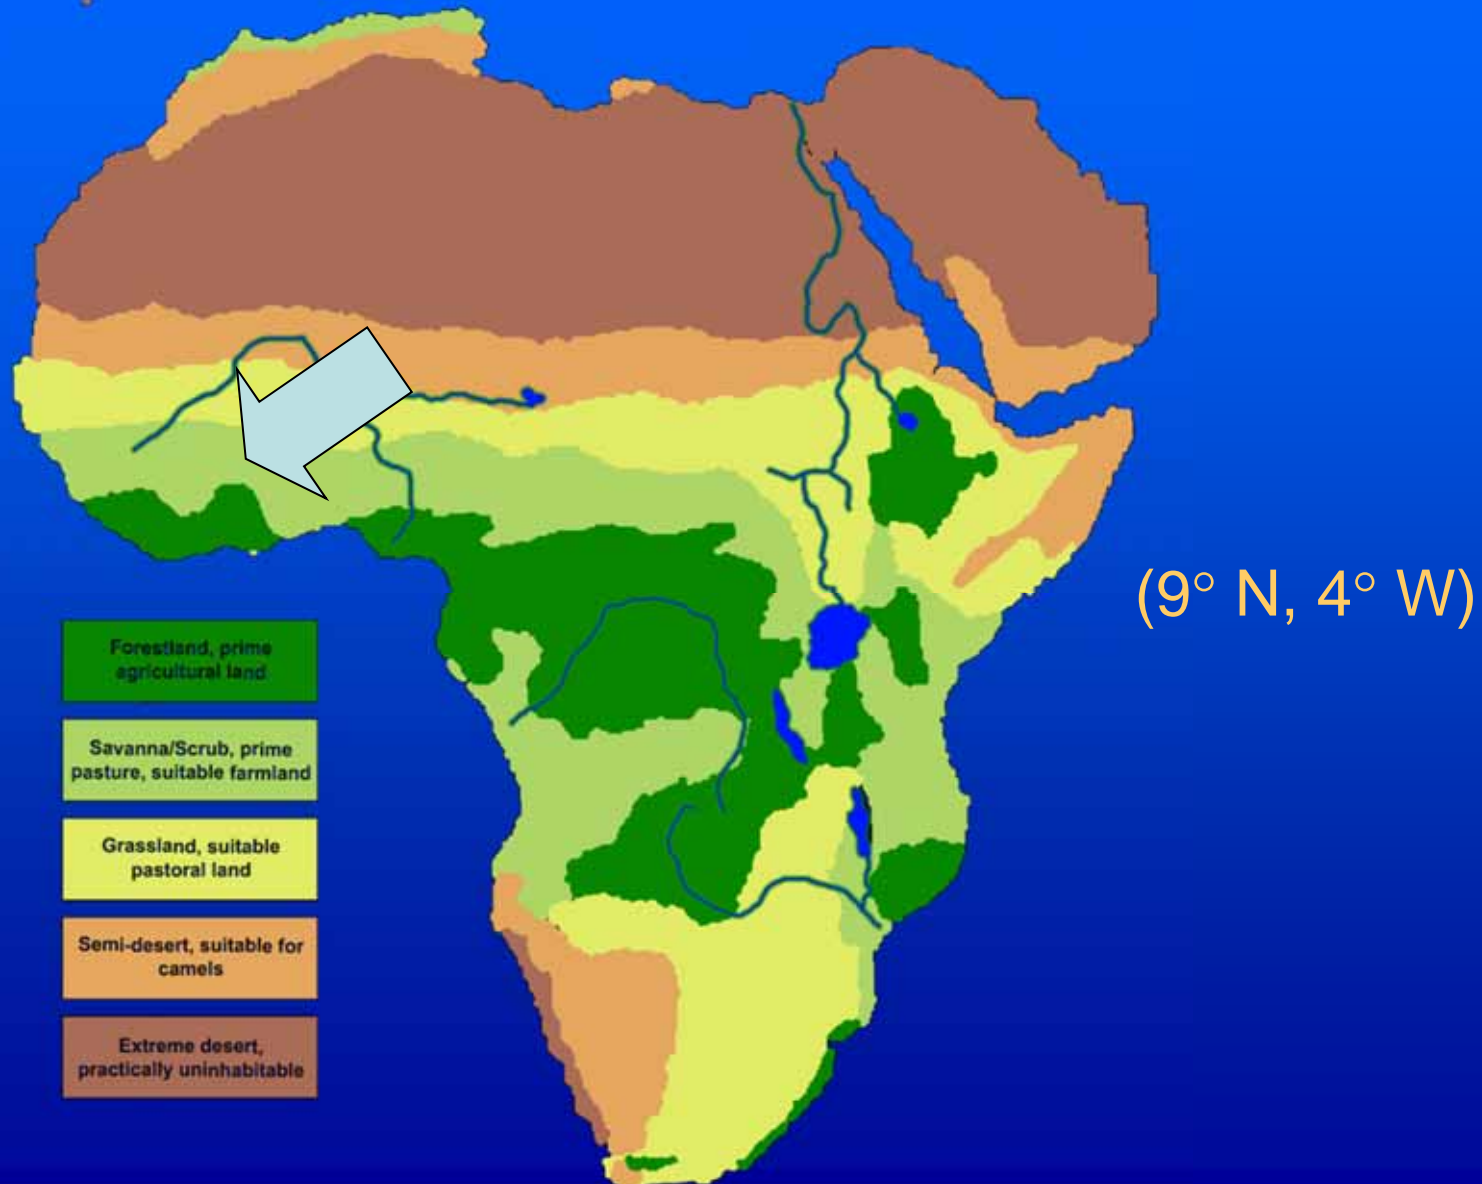 (9° N, 4° W)
Forestland, prime
agricultural land
Savanna/Scrub, prime
pasture, suitable farmland
Grassland, suitable
pastoral land
Semi-desert, suitable for
camels
Extreme desert,
practically uninhabitable